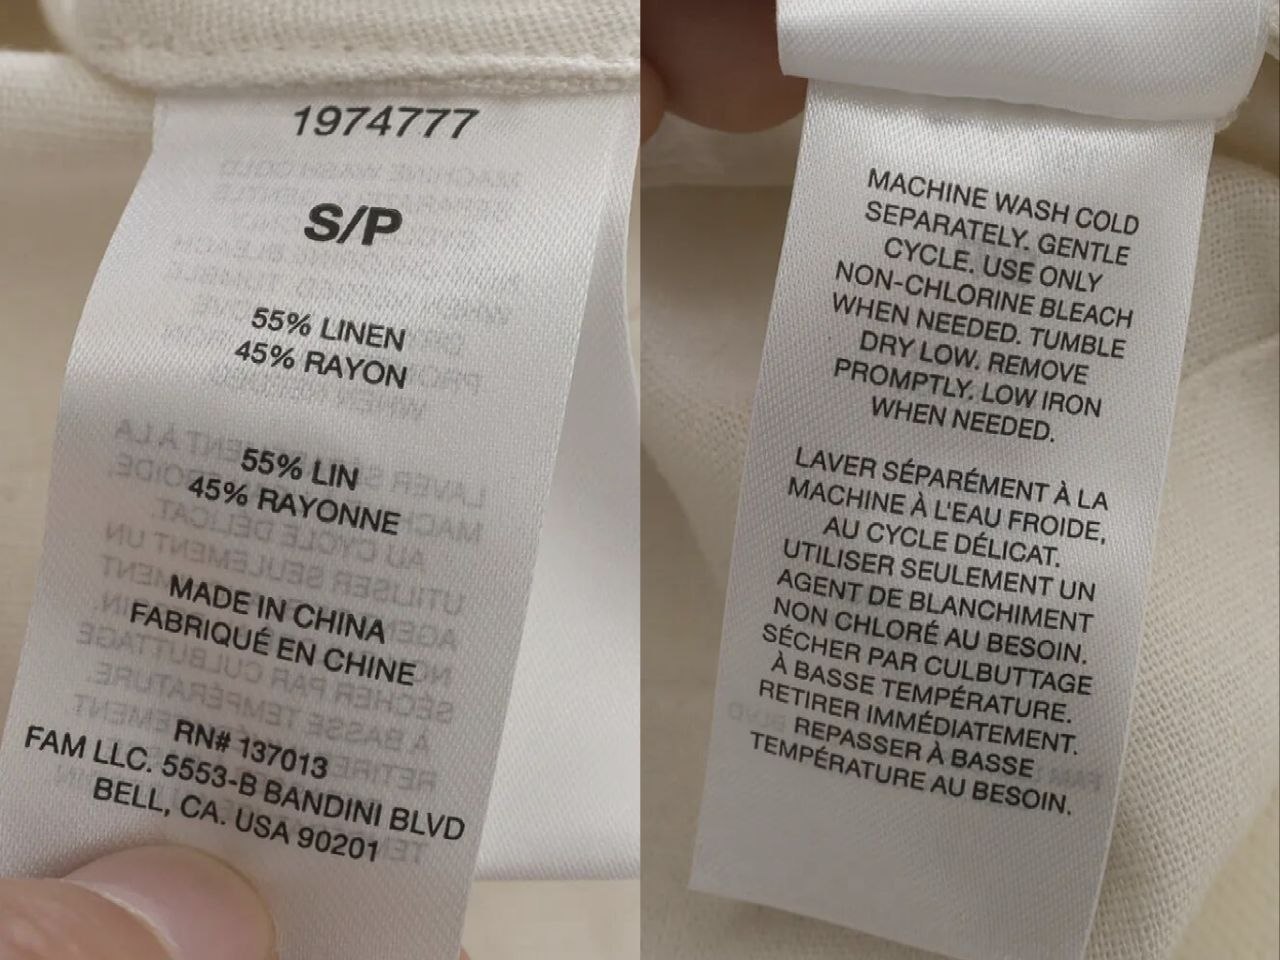 1974777
S/P
55% LINEN
45% RAYON
55% LIN
45% RAYONNE
MADE IN CHINA
FABRIQUÉ EN CHINE
RN# 137013
FAM LLC. 5553-B BANDINI BLVD
BELL, CA. USA 90201
MACHINE WASH COLD
SEPARATELY. GENTLE
CYCLE. USE ONLY
NON-CHLORINE BLEACH
WHEN NEEDED. TUMBLE
DRY LOW. REMOVE
PROMPTLY. LOW IRON
WHEN NEEDED.
LAVER SÉPARÉMENT À LA
MACHINE À L'EAU FROIDE,
AU CYCLE DÉLICAT.
UTILISER SEULEMENT UN
AGENT DE BLANCHIMENT
NON CHLORÉ AU BESOIN.
SÉCHER PAR CULBUTTAGE
À BASSE TEMPÉRATURE.
RETIRER IMMÉDIATEMENT.
REPASSER À BASSE
TEMPÉRATURE AU BESOIN.